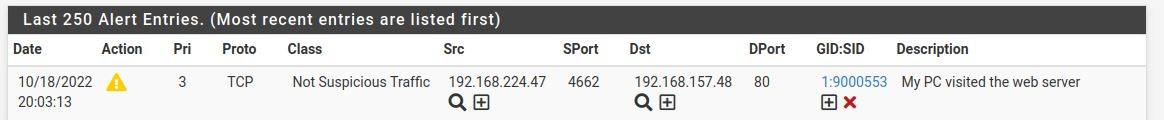 Last 250 Alert Entries. (Most recent entries are listed first)
Date Action Pri Proto Class Src SPort Dst DPort GID:SID Description
10/18/2022 3 TCP Not Suspicious Traffic 192.168.224.47 4662 192.168.157.48 80 1:9000553 My PC visited the web server
20:03:13